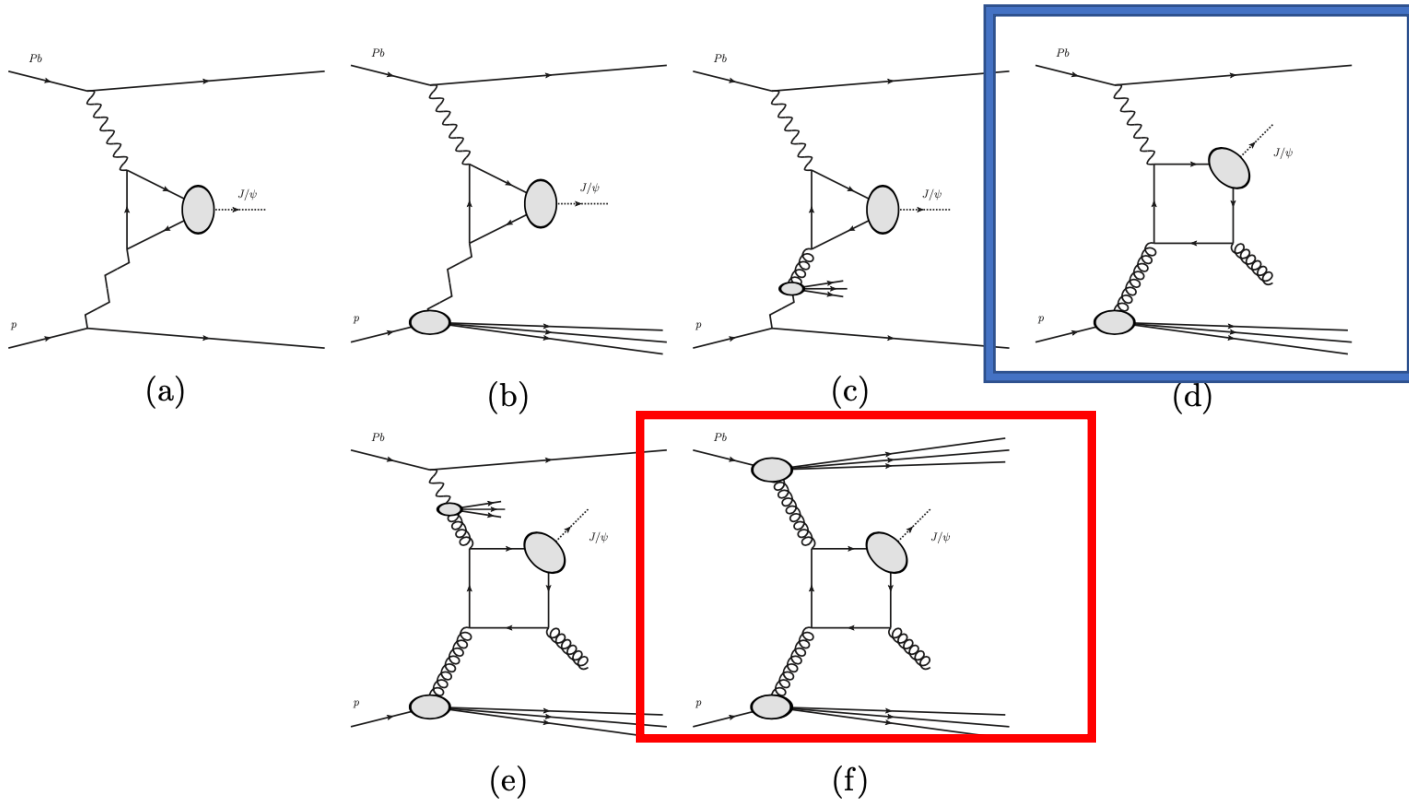 Pb Pb Pb Pb
J/ψ J/ψ J/ψ J/ψ
p p p p
(a) (b) (c) (d)
Pb Pb
J/ψ J/ψ
p p
(e) (f)